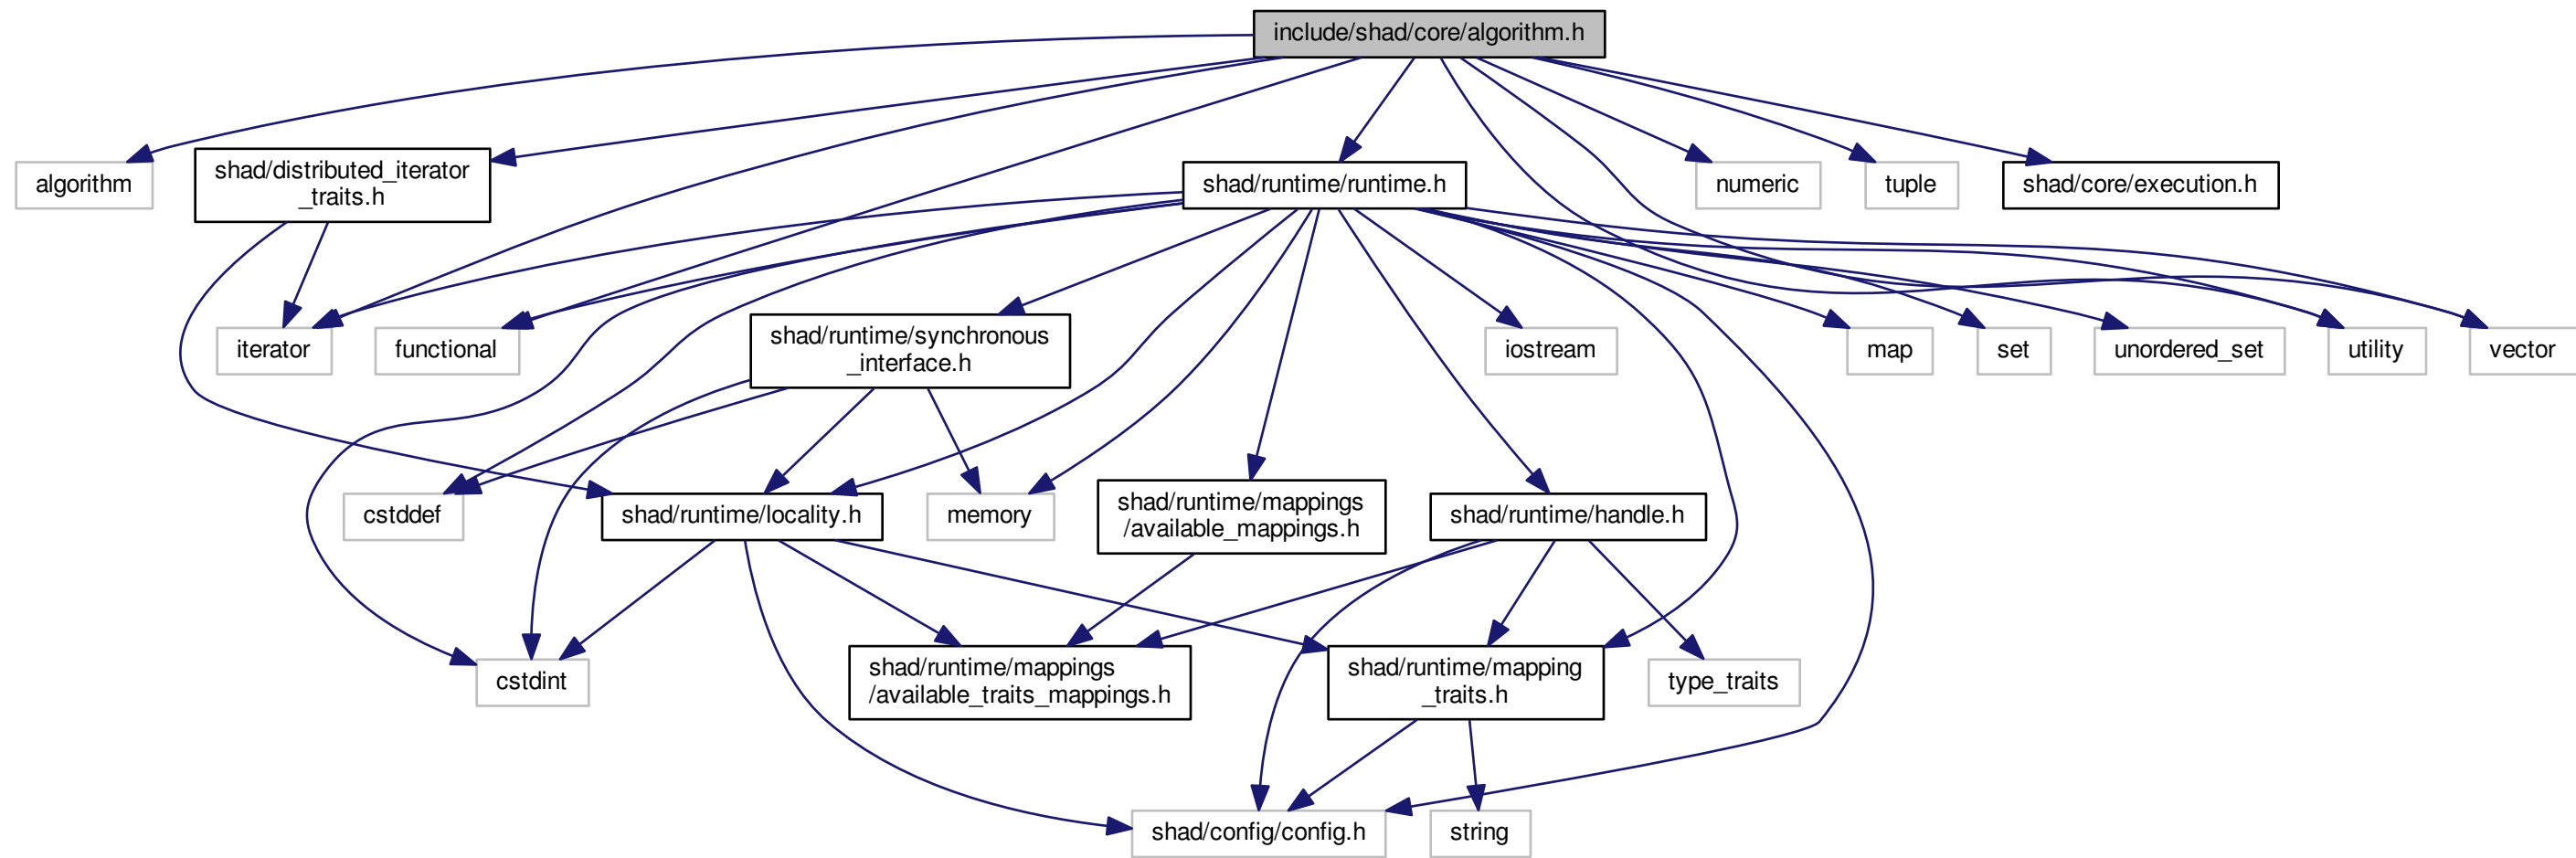 include/shad/core/algorithm.h
algorithm
shad/distributed_iterator
_traits.h
shad/runtime/runtime.h
numeric
tuple
shad/core/execution.h
iterator
functional
shad/runtime/synchronous
_interface.h
iostream
map
set
unordered_set
utility
vector
cstddef
shad/runtime/locality.h
memory
shad/runtime/mappings
/available_mappings.h
shad/runtime/handle.h
cstdint
shad/runtime/mappings
/available_traits_mappings.h
shad/runtime/mapping
_traits.h
type_traits
shad/config/config.h
string